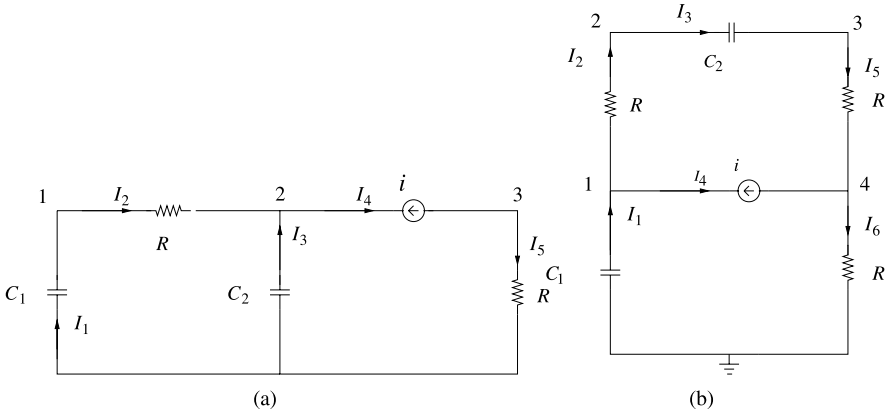 1 I₂ 2 I₄ i 3
R I₃ I₅
C₁ C₂ R
I₁
(a)
2 I₃ 3
I₂ C₂ I₅
R R
1 I₄ i 4
I₁ I₆
C₁ R
(b)